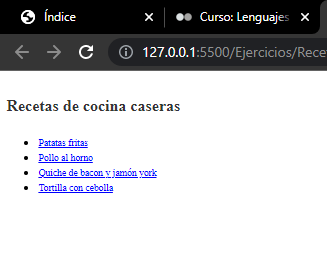 Índice
Curso: Lenguajes
127.0.0.1:5500/Ejercicios/Rece
Recetas de cocina caseras
Patatas fritas
Pollo al horno
Quiche de bacon y jamón york
Tortilla con cebolla